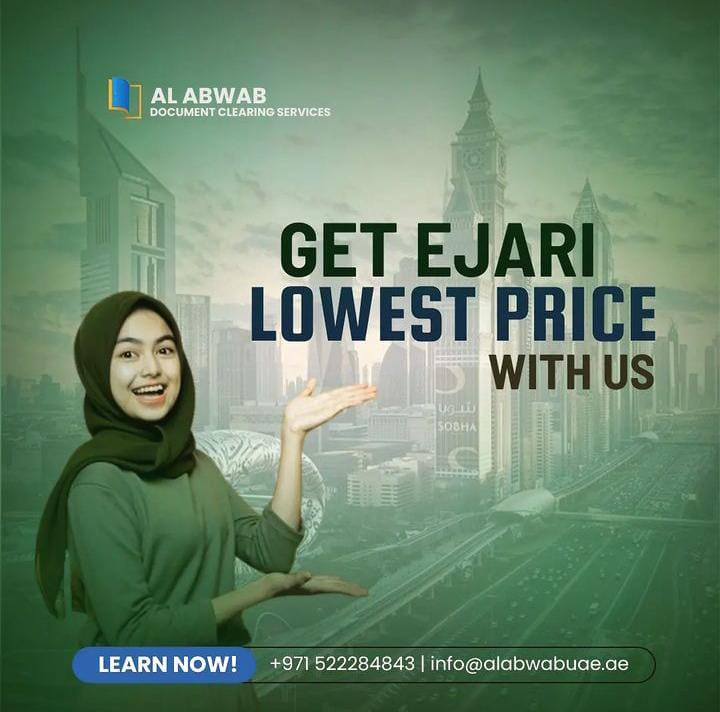 AL ABWAB
DOCUMENT CLEARING SERVICES
GET EJARI
LOWEST PRICE
WITH US
شوبا
SOBHA
LEARN NOW! +971 522284843 | info@alabwabuae.ae